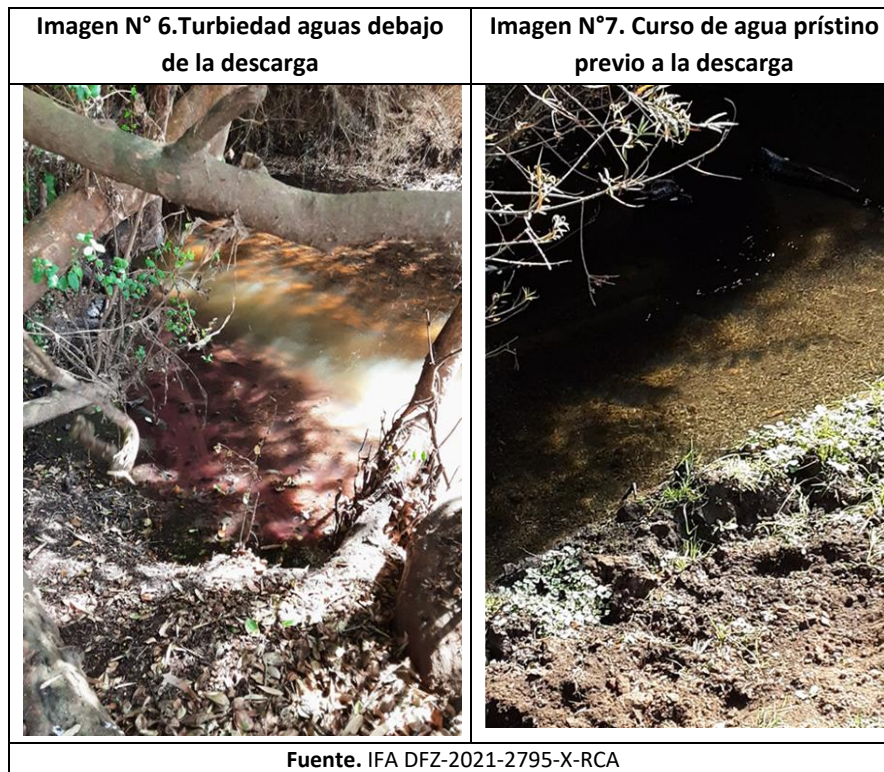 Imagen N° 6.Turbiedad aguas debajo
de la descarga
Imagen N°7. Curso de agua prístino
previo a la descarga
Fuente. IFA DFZ-2021-2795-X-RCA